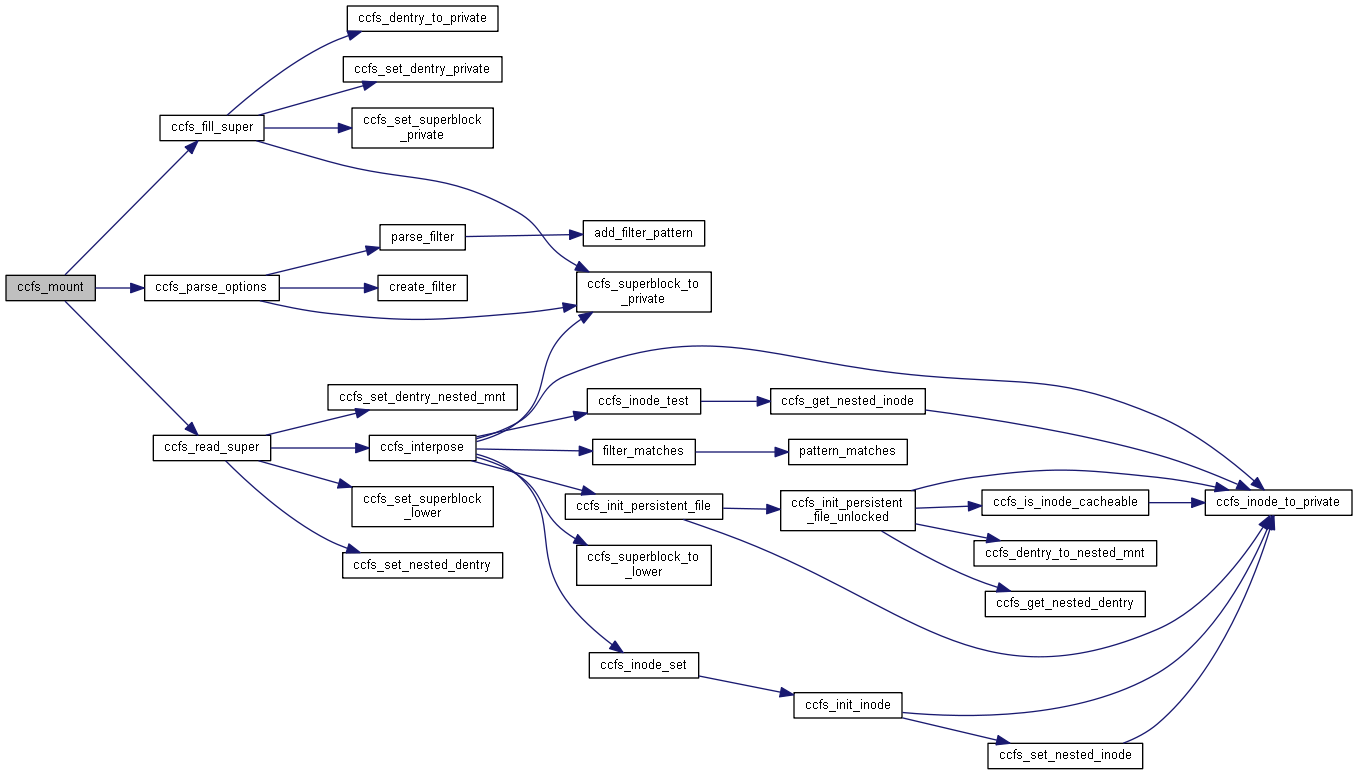 ccfs_dentry_to_private
ccfs_set_dentry_private
ccfs_fill_super
ccfs_set_superblock
_private
parse_filter
add_filter_pattern
ccfs_mount
ccfs_parse_options
create_filter
ccfs_superblock_to
_private
ccfs_set_dentry_nested_mnt
ccfs_inode_test
ccfs_get_nested_inode
ccfs_read_super
ccfs_interpose
filter_matches
pattern_matches
ccfs_set_superblock
_lower
ccfs_init_persistent_file
ccfs_init_persistent
_file_unlocked
ccfs_is_inode_cacheable
ccfs_inode_to_private
ccfs_set_nested_dentry
ccfs_superblock_to
_lower
ccfs_dentry_to_nested_mnt
ccfs_get_nested_dentry
ccfs_inode_set
ccfs_init_inode
ccfs_set_nested_inode